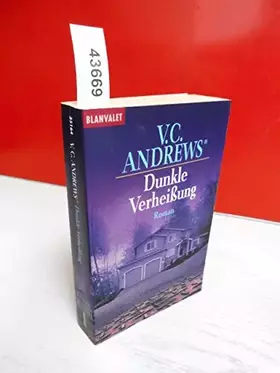 43669
BLANVALET
V.C.
ANDREWS®
Dunkle
Verheißung
Roman
V. C. ANDREWS® Dunkle Verheißung